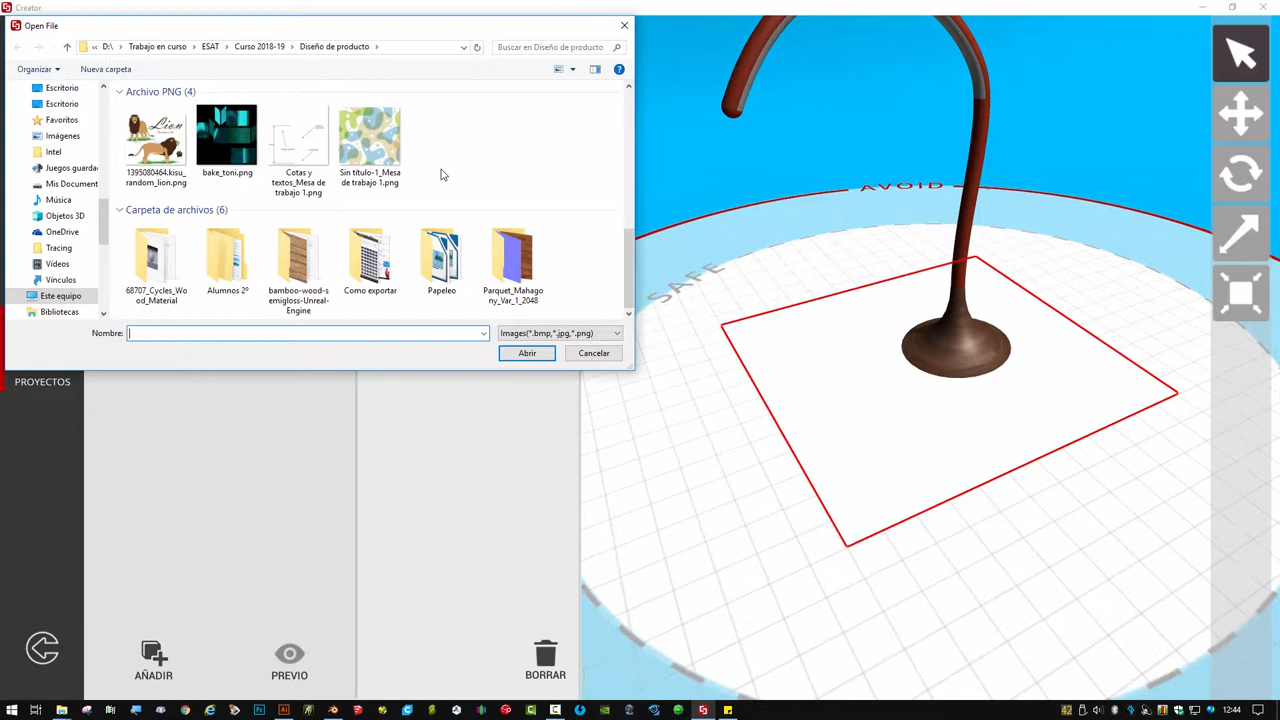 Creator
Open File
D:\ › Trabajo en curso › ESAT › Curso 2018-19 › Diseño de producto ›
Buscar en Diseño de producto
Organizar
Nueva carpeta
Escritorio
Escritorio
Favoritos
Imágenes
Intel
Juegos guarda
Mis Document
Música
Objetos 3D
OneDrive
Tracing
Vídeos
Vínculos
Este equipo
Bibliotecas
Archivo PNG (4)
1395080464.kisu_random_lion.png
bake_toni.png
Cotas y textos_Mesa de trabajo 1.png
Sin título-1_Mesa de trabajo 1.png
Lion
Carpeta de archivos (6)
68707_Cycles_Wood_Material
Alumnos 2º
bamboo-wood-semigloss-Unreal-Engine
Como exportar
Papeleo
Parquet_Mahagony_Var_1_2048
Nombre:
Images(*.bmp,*.jpg,*.png)
Abrir
Cancelar
PROYECTOS
AÑADIR
PREVIO
BORRAR
AVOID
SAFE
42
12:44